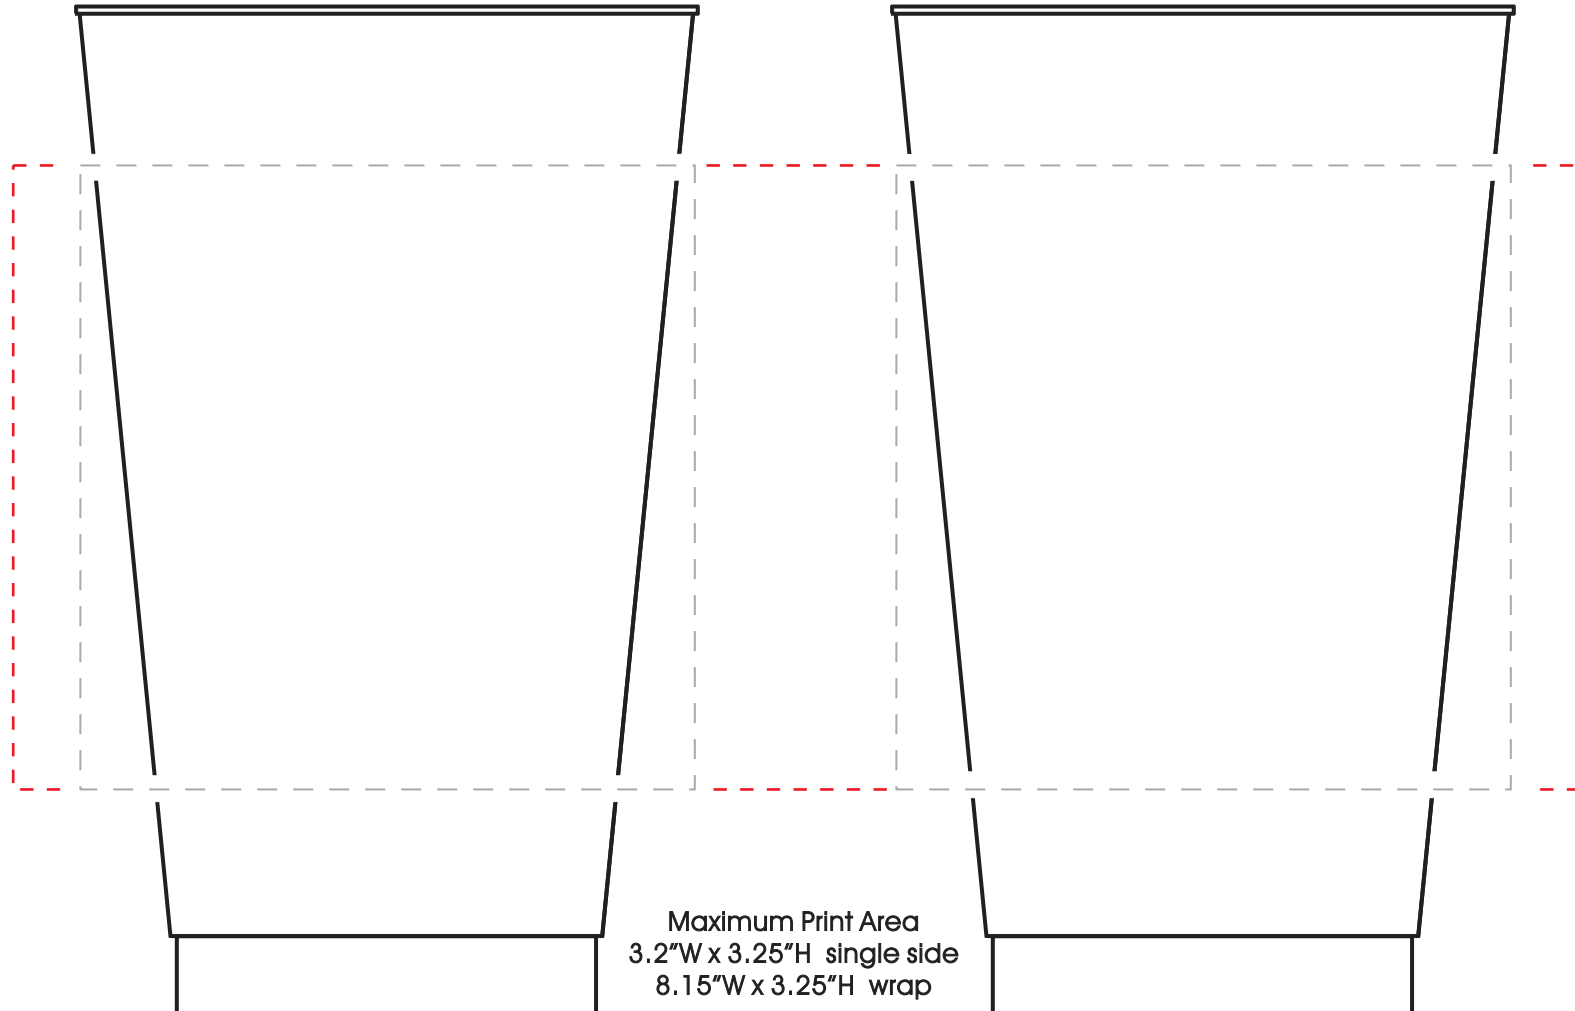 Maximum Print Area
3.2"W x 3.25"H single side
8.15"W x 3.25"H wrap